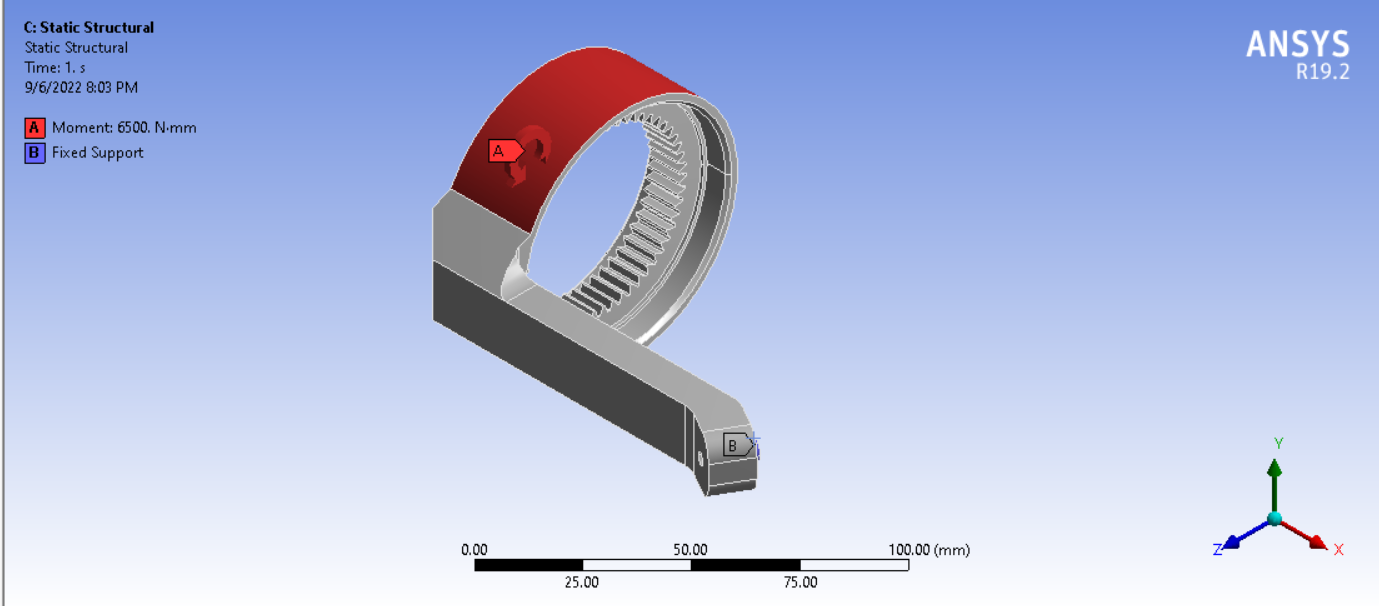 C: Static Structural
Static Structural
Time: 1. s
9/6/2022 8:03 PM
A Moment: 6500. N·mm
B Fixed Support
ANSYS
R19.2
A
B
Y
Z
X
0.00 50.00 100.00 (mm)
25.00 75.00